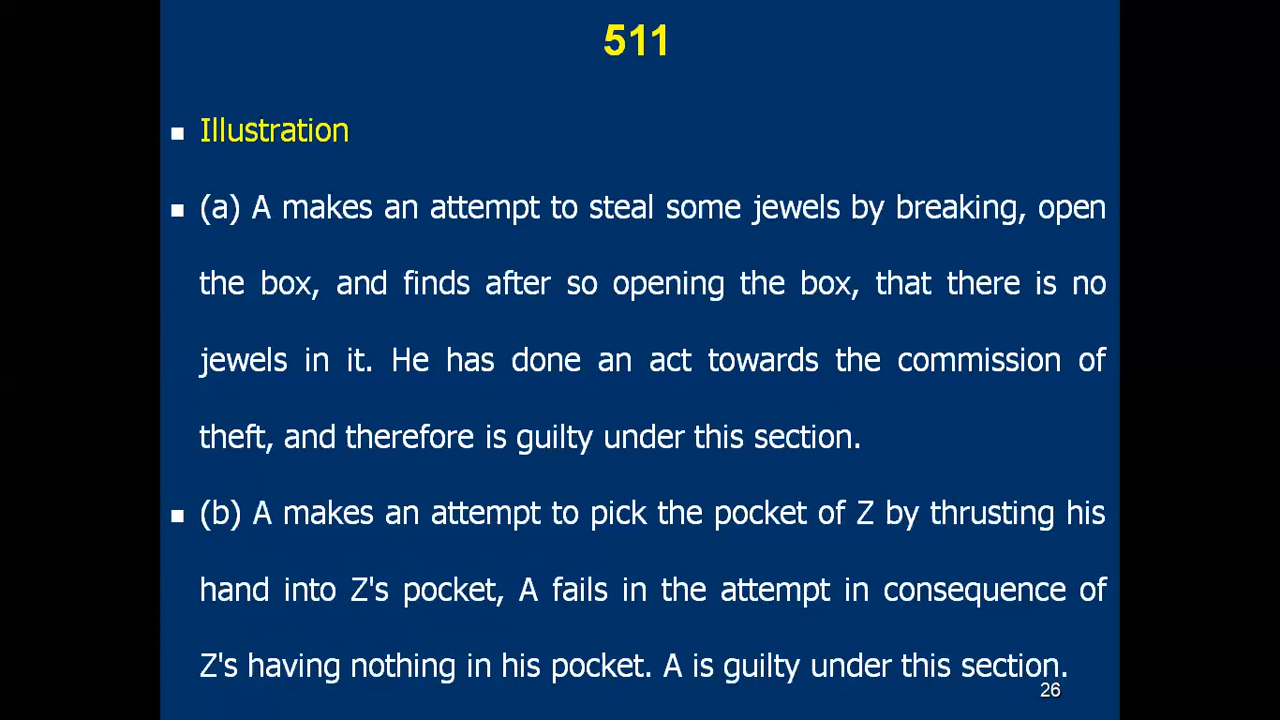 511
Illustration
(a) A makes an attempt to steal some jewels by breaking, open
the box, and finds after so opening the box, that there is no
jewels in it. He has done an act towards the commission of
theft, and therefore is guilty under this section.
(b) A makes an attempt to pick the pocket of Z by thrusting his
hand into Z's pocket, A fails in the attempt in consequence of
Z's having nothing in his pocket. A is guilty under this section.
26